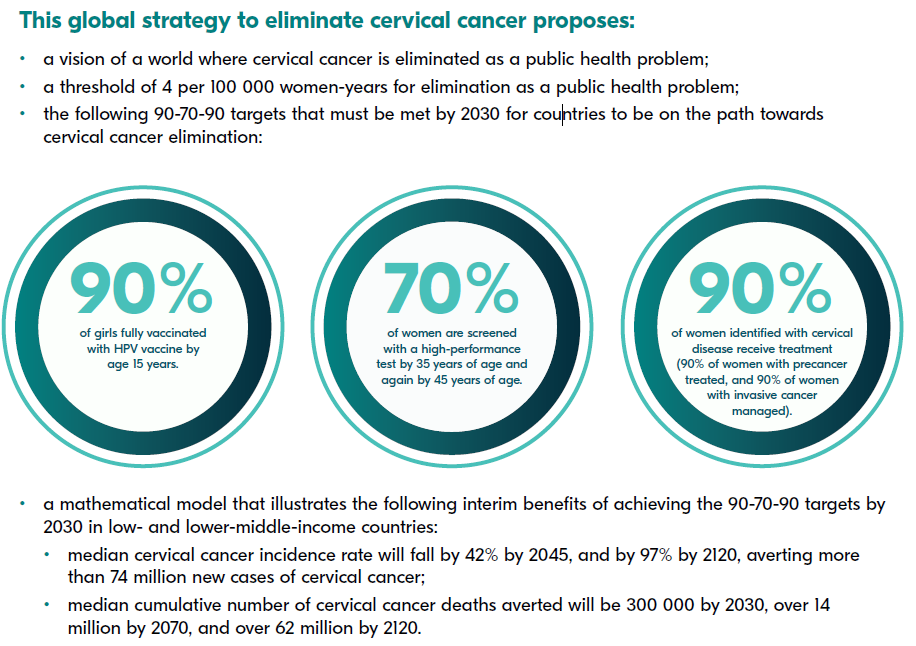 This global strategy to eliminate cervical cancer proposes:
• a vision of a world where cervical cancer is eliminated as a public health problem;
• a threshold of 4 per 100 000 women-years for elimination as a public health problem;
• the following 90-70-90 targets that must be met by 2030 for countries to be on the path towards
cervical cancer elimination:
90%
of girls fully vaccinated
with HPV vaccine by
age 15 years.
70%
of women are screened
with a high-performance
test by 35 years of age and
again by 45 years of age.
90%
of women identified with cervical
disease receive treatment
(90% of women with precancer
treated, and 90% of women
with invasive cancer
managed).
• a mathematical model that illustrates the following interim benefits of achieving the 90-70-90 targets by
2030 in low- and lower-middle-income countries:
• median cervical cancer incidence rate will fall by 42% by 2045, and by 97% by 2120, averting more
than 74 million new cases of cervical cancer;
• median cumulative number of cervical cancer deaths averted will be 300 000 by 2030, over 14
million by 2070, and over 62 million by 2120.